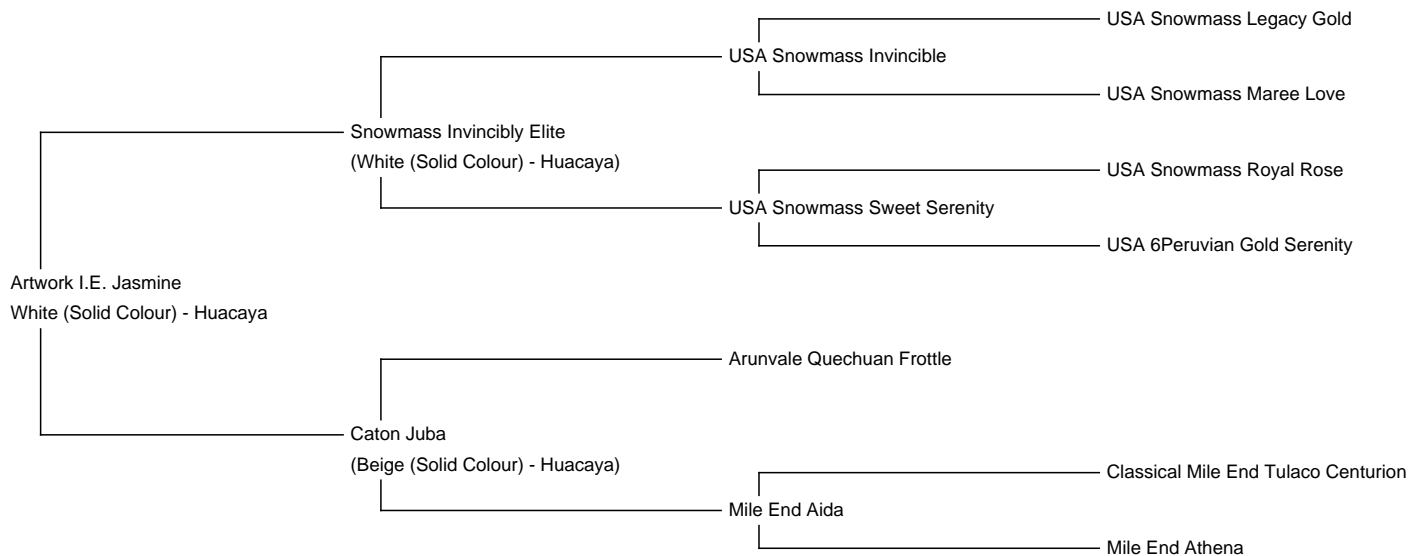 USA Snowmass Legacy Gold
USA Snowmass Invincible
USA Snowmass Maree Love
Snowmass Invincibly Elite
(White (Solid Colour) - Huacaya)
USA Snowmass Royal Rose
USA Snowmass Sweet Serenity
USA 6Peruvian Gold Serenity
Artwork I.E. Jasmine
White (Solid Colour) - Huacaya
Arunvale Quechuan Frottle
Caton Juba
(Beige (Solid Colour) - Huacaya)
Classical Mile End Tulaco Centurion
Mile End Aida
Mile End Athena